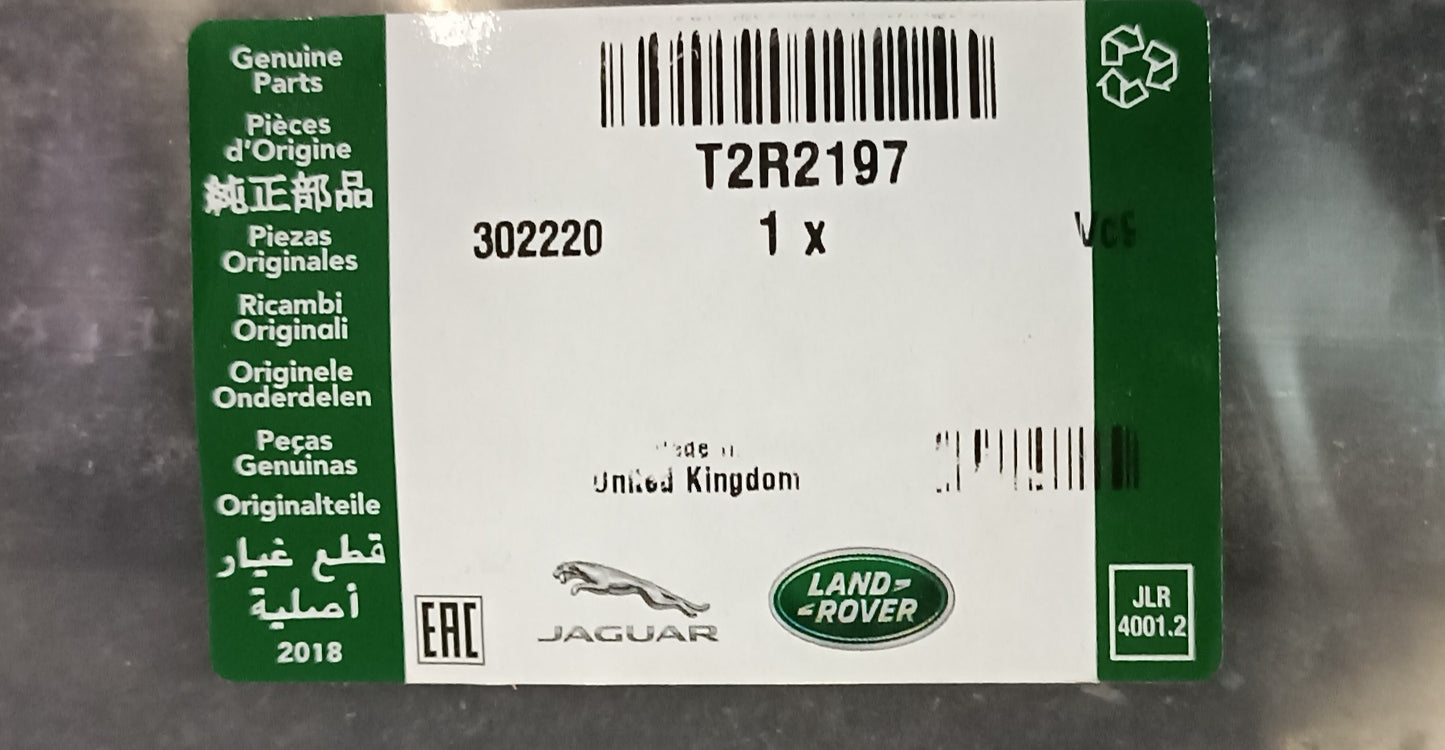 Genuine
Parts
Pièces
d'Origine
純正部品
Piezas
Originales
Ricambi
Originali
Originele
Onderdelen
Peças
Genuinas
Originalteile
قطع غيار
أصلية
2018
T2R2197
302220 1 x
United Kingdom
EAC
JAGUAR
LAND
ROVER
JLR
4001.2